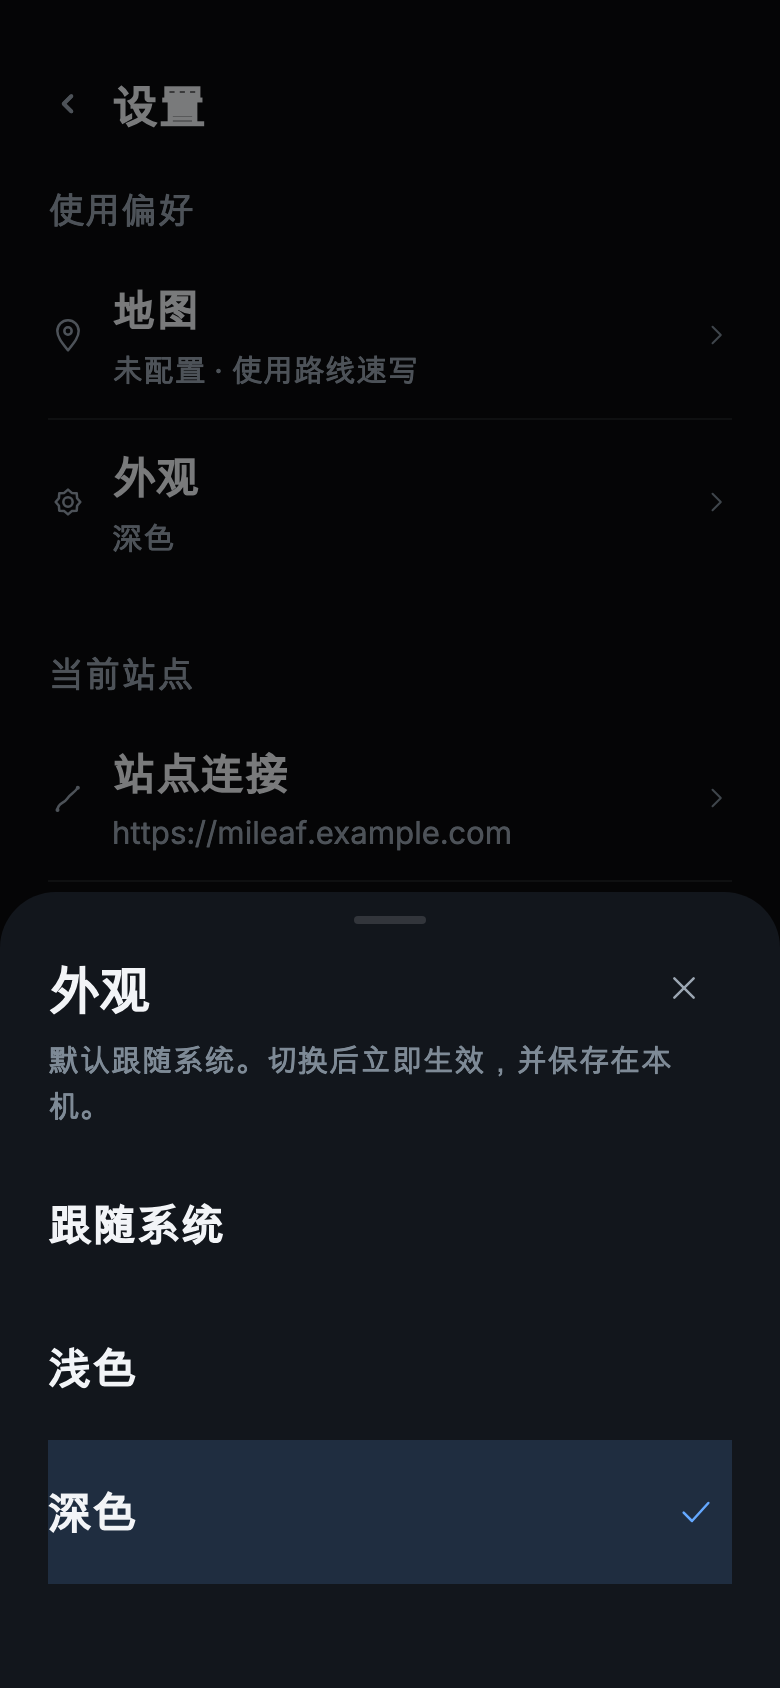 设置
使用偏好
地图
未配置 · 使用路线速写
外观
深色
当前站点
站点连接
https://mileaf.example.com
外观
默认跟随系统。切换后立即生效，并保存在本
机。
跟随系统
浅色
深色